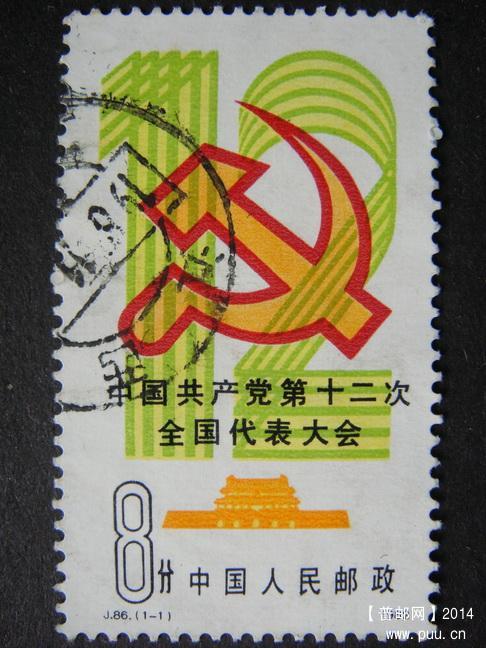 12
中国共产党第十二次
全国代表大会
8分 中国人民邮政
J.86.(1-1)
【普邮网】2014
www.puu.cn